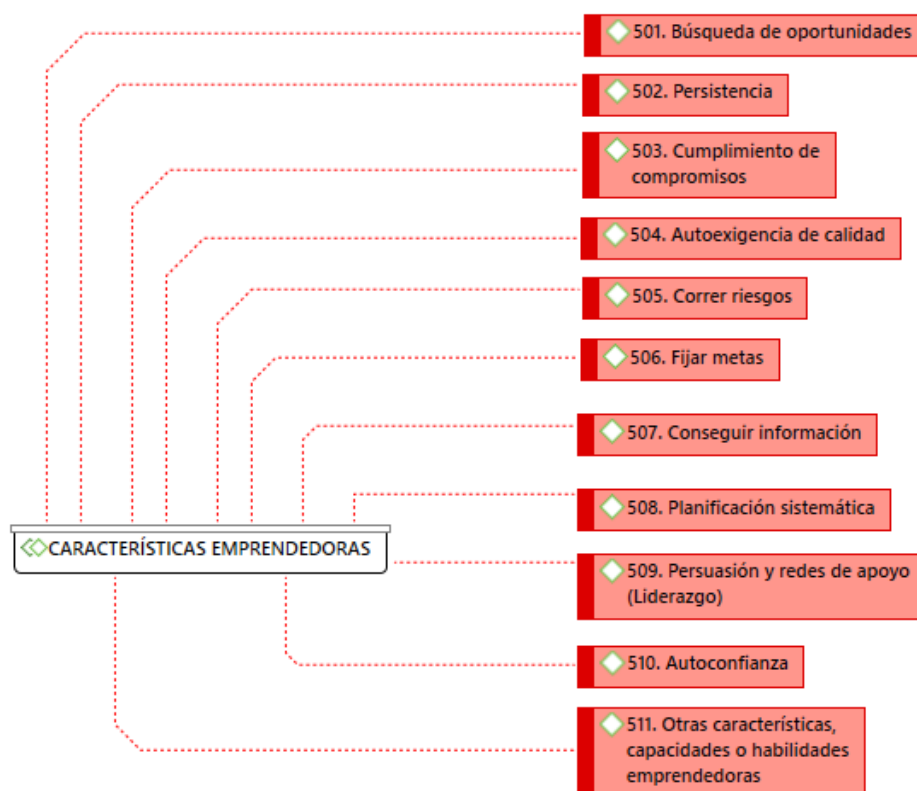 501. Búsqueda de oportunidades
502. Persistencia
503. Cumplimiento de
compromisos
504. Autoexigencia de calidad
505. Correr riesgos
506. Fijar metas
507. Conseguir información
508. Planificación sistemática
CARACTERÍSTICAS EMPRENDEDORAS
509. Persuasión y redes de apoyo
(Liderazgo)
510. Autoconfianza
511. Otras características,
capacidades o habilidades
emprendedoras